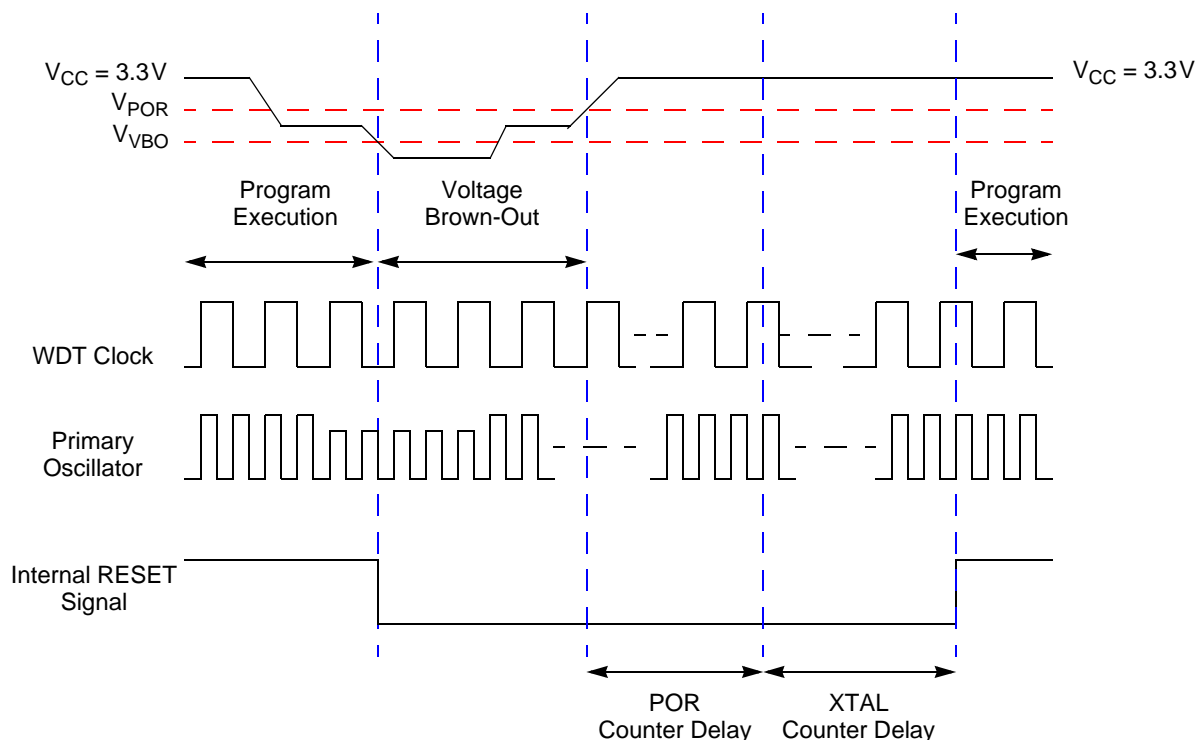 VCC = 3.3V
VCC = 3.3V
VPOR
VVBO
Program
Execution
Voltage
Brown-Out
Program
Execution
WDT Clock
Primary
Oscillator
Internal RESET
Signal
POR
Counter Delay
XTAL
Counter Delay